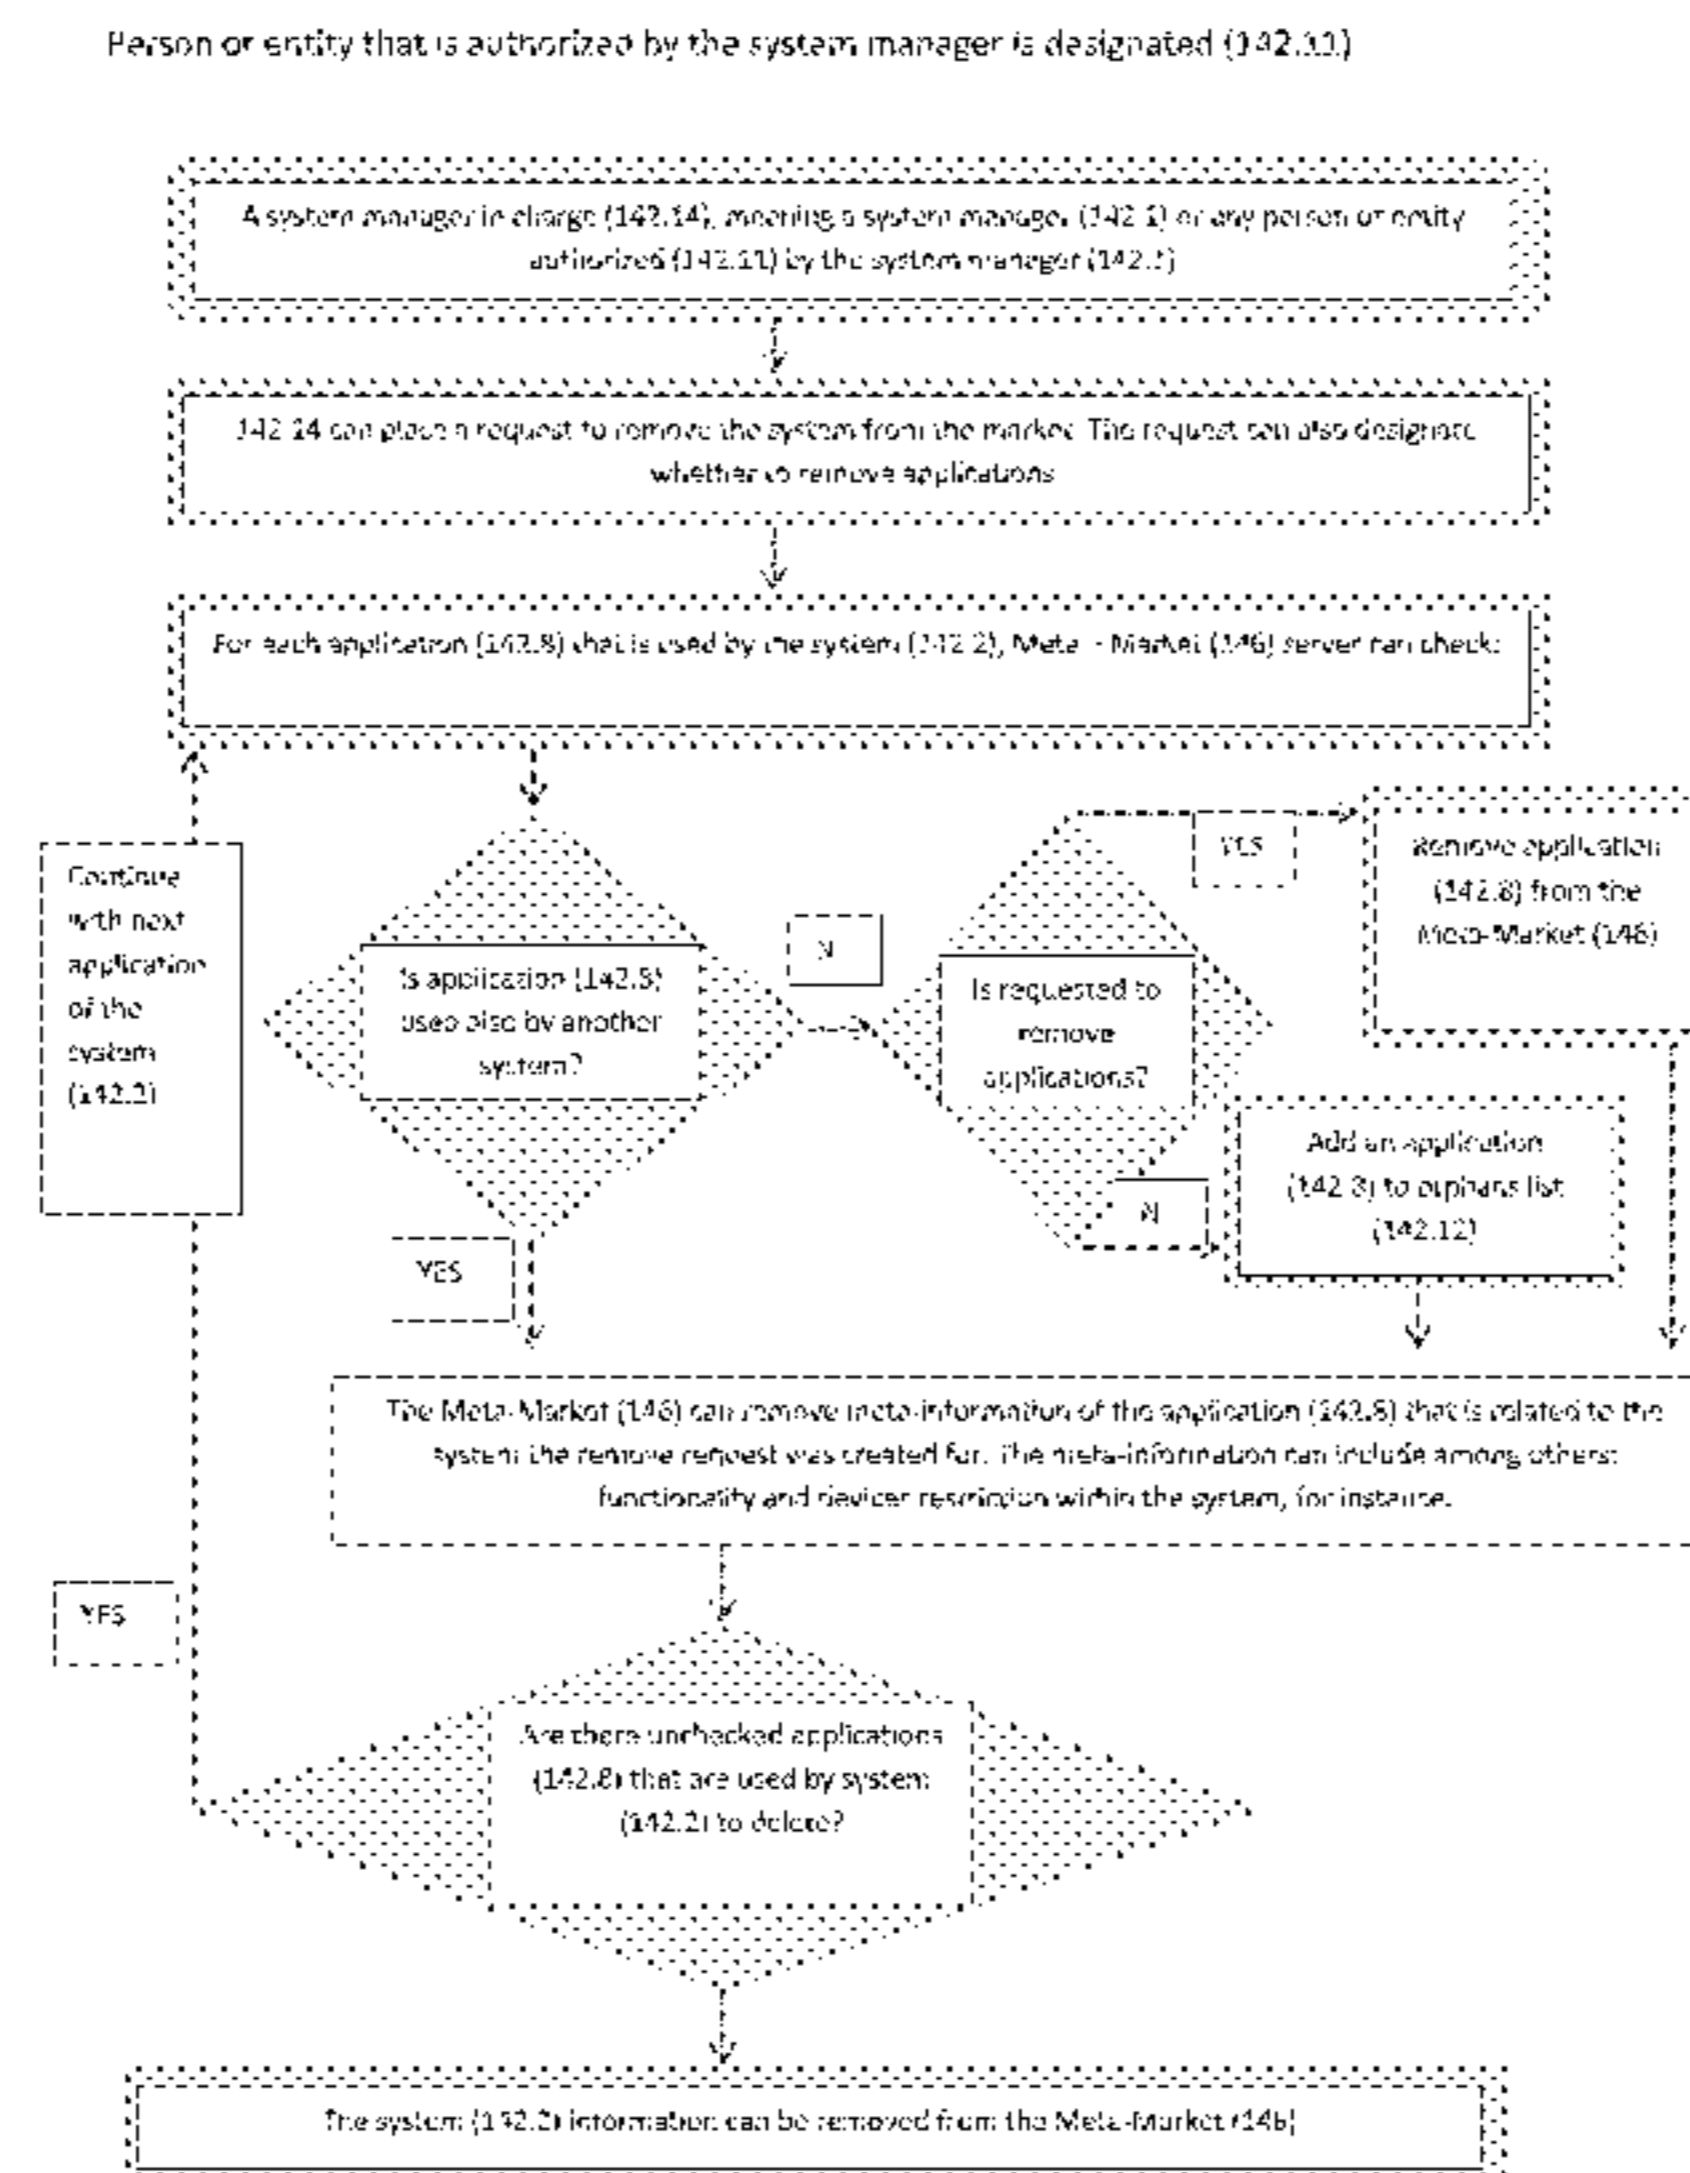 Person or entity that is authorized by the system manager is designated (142.11)
A system manager in charge (142.14), meaning a system manager (142.1) or any person or entity
authorized (142.11) by the system manager (142.1)
142.14 can place a request to remove the system from the market. The request can also designate
whether to remove applications
For each application (142.8) that is used by the system (142.2), Meta - Market (146) server can check:
Continue
with next
application
of the
system
(142.2)
Is application (142.8)
used also by another
system?
N
Is requested to
remove
applications?
YES
Remove application
(142.8) from the
Meta-Market (146)
N
Add an application
(142.8) to orphans list
(142.12)
YES
The Meta-Market (146) can remove meta-information of the application (142.8) that is related to the
system the remove request was created for. The meta-information can include among others:
functionality and devices restriction within the system, for instance.
YES
Are there unchecked applications
(142.8) that are used by system
(142.2) to delete?
The system (142.2) information can be removed from the Meta-Market (146)